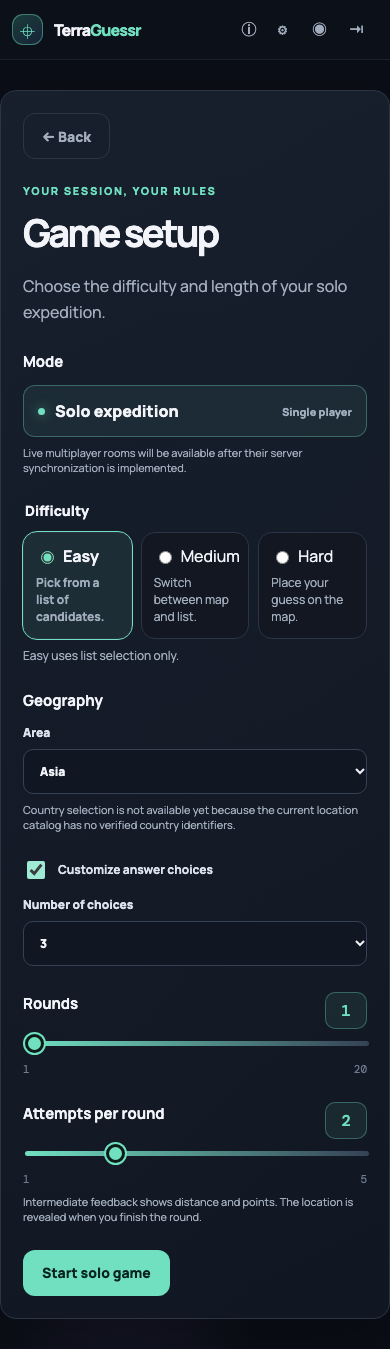 TerraGuessr
← Back
YOUR SESSION, YOUR RULES
Game setup
Choose the difficulty and length of your solo
expedition.
Mode
Solo expedition
Single player
Live multiplayer rooms will be available after their server
synchronization is implemented.
Difficulty
Easy
Pick from a
list of
candidates.
Medium
Switch
between map
and list.
Hard
Place your
guess on the
map.
Easy uses list selection only.
Geography
Area
Asia
Country selection is not available yet because the current location
catalog has no verified country identifiers.
Customize answer choices
Number of choices
3
Rounds
1
1
20
Attempts per round
2
1
5
Intermediate feedback shows distance and points. The location is
revealed when you finish the round.
Start solo game